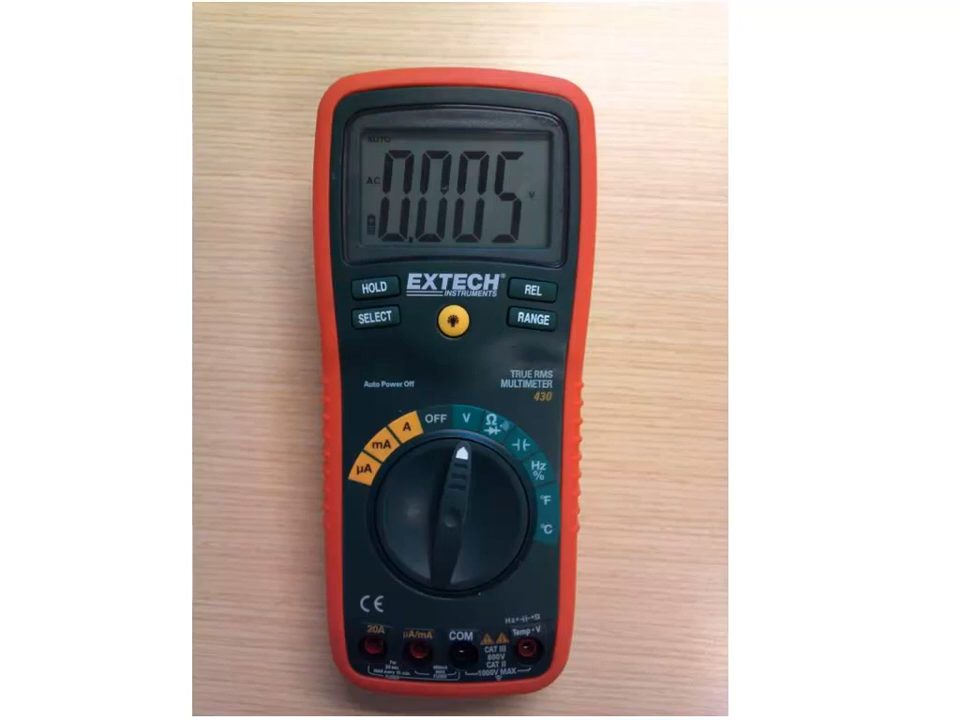 AUTO
AC 0.005 V
HOLD EXTECH® REL
INSTRUMENTS
SELECT RANGE
TRUE RMS
Auto Power Off MULTIMETER
430
µA mA A OFF V Ω
Hz
%
°F
°C
CE
20A µA/mA COM Temp V
CAT III
600V
CAT II
1000V MAX